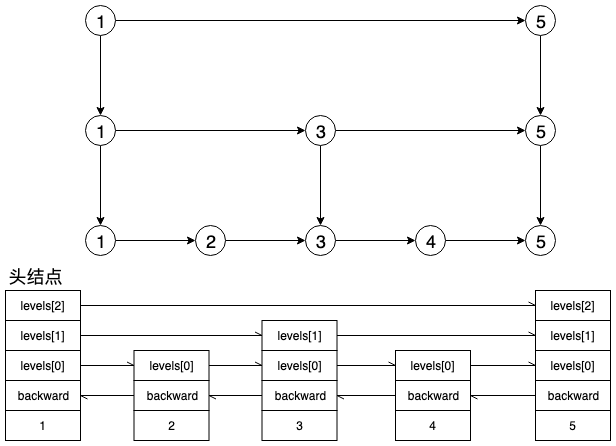 1 5
1 3 5
1 2 3 4 5
头结点
levels[2] levels[2]
levels[1] levels[1] levels[1]
levels[0] levels[0] levels[0] levels[0] levels[0]
backward backward backward backward backward
1 2 3 4 5